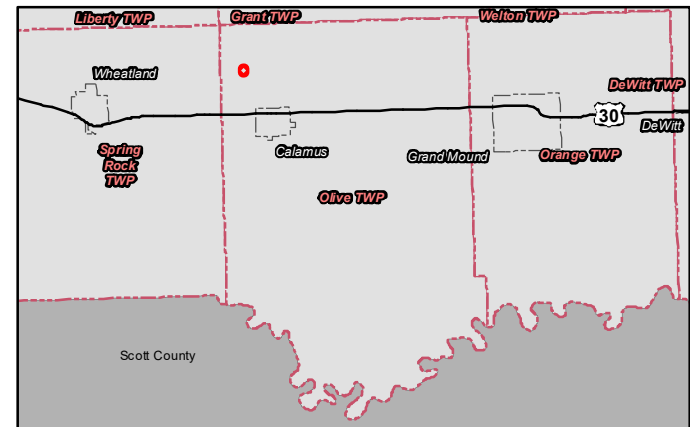 Liberty TWP
Grant TWP
Welton TWP
Wheatland
DeWitt TWP
30
DeWitt
Spring
Rock
TWP
Calamus
Grand Mound
Orange TWP
Olive TWP
Scott County